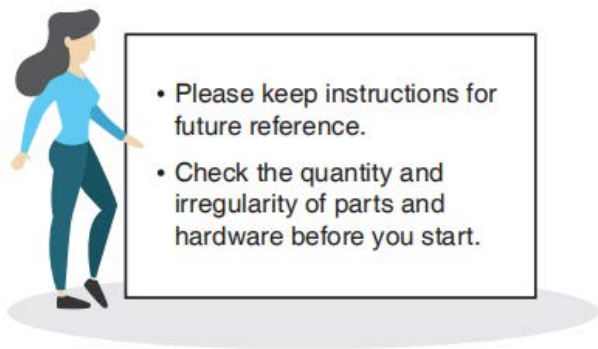 • Please keep instructions for
future reference.
• Check the quantity and
irregularity of parts and
hardware before you start.